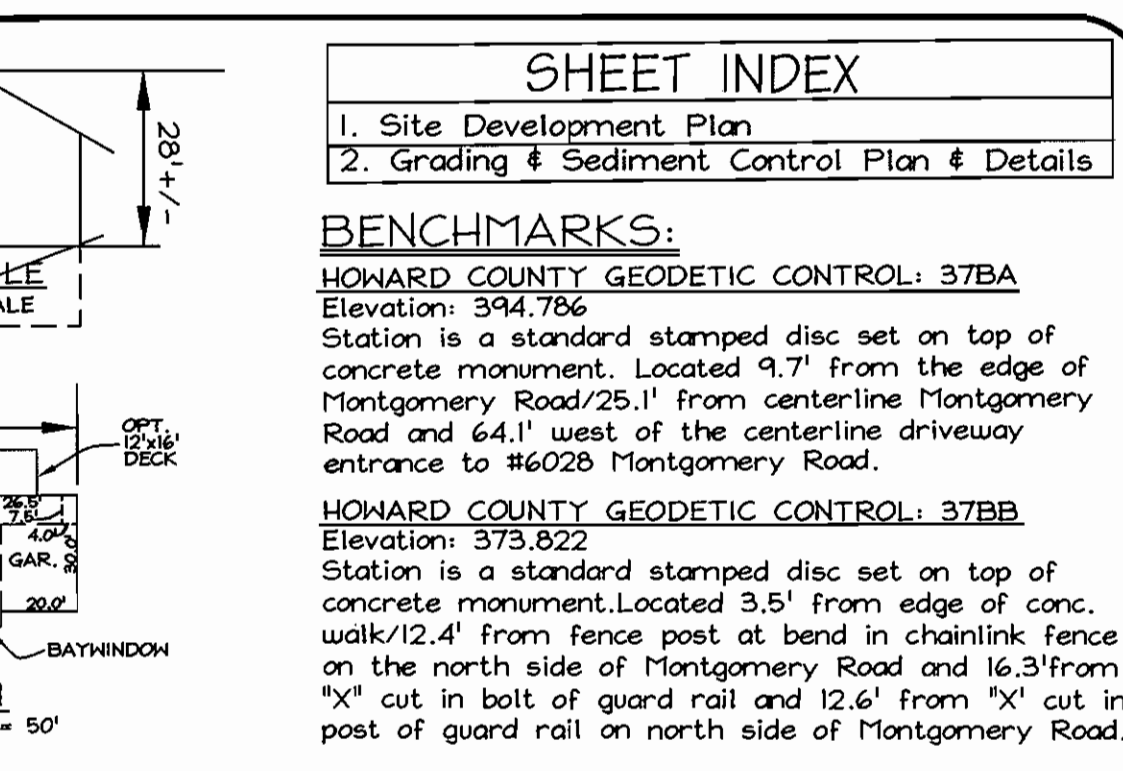 SHEET INDEX
1. Site Development Plan
2. Grading & Sediment Control Plan & Details
BENCHMARKS:
HOWARD COUNTY GEODETIC CONTROL: 37BA
Elevation: 394.786
Station is a standard stamped disc set on top of
concrete monument. Located 9.7' from the edge of
Montgomery Road/25.1' from centerline Montgomery
Road and 64.1' west of the centerline driveway
entrance to #6028 Montgomery Road.
HOWARD COUNTY GEODETIC CONTROL: 37BB
Elevation: 373.822
Station is a standard stamped disc set on top of
concrete monument.Located 3.5' from edge of conc.
walk/12.4' from fence post at bend in chainlink fence
on the north side of Montgomery Road and 16.3'from
"X" cut in bolt of guard rail and 12.6' from "X' cut in
post of guard rail on north side of Montgomery Road.
28'+/-
LE
ALE
OPT.
12'x16'
DECK
26.5'
7.5'
4.0'
GAR.
30.0'
20.0'
BAYWINDOW
= 50'